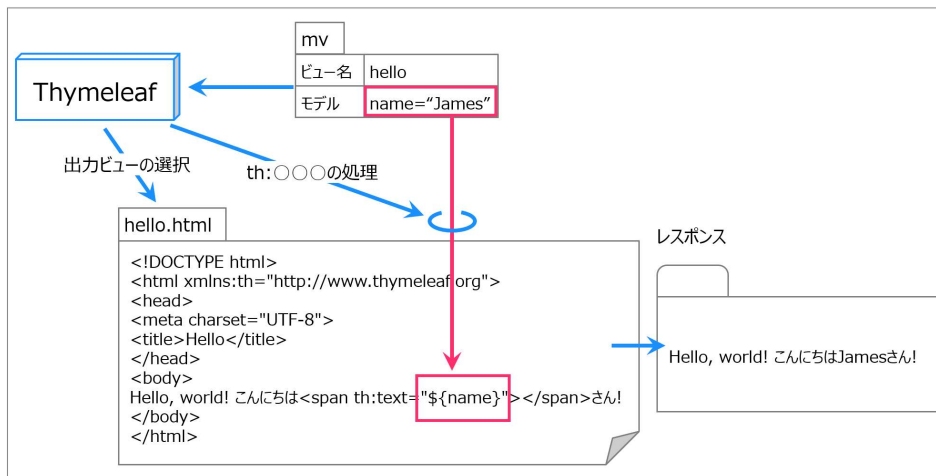 mv
ビュー名 hello
モデル name=“James”
Thymeleaf
出力ビューの選択
th:○○○の処理
hello.html
<!DOCTYPE html>
<html xmlns:th="http://www.thymeleaf.org">
<head>
<meta charset="UTF-8">
<title>Hello</title>
</head>
<body>
Hello, world! こんにちは<span th:text="${name}"></span>さん!
</body>
</html>
レスポンス
Hello, world! こんにちはJamesさん!